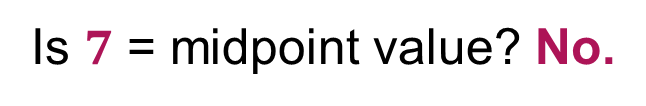 Is 7 = midpoint value? No.